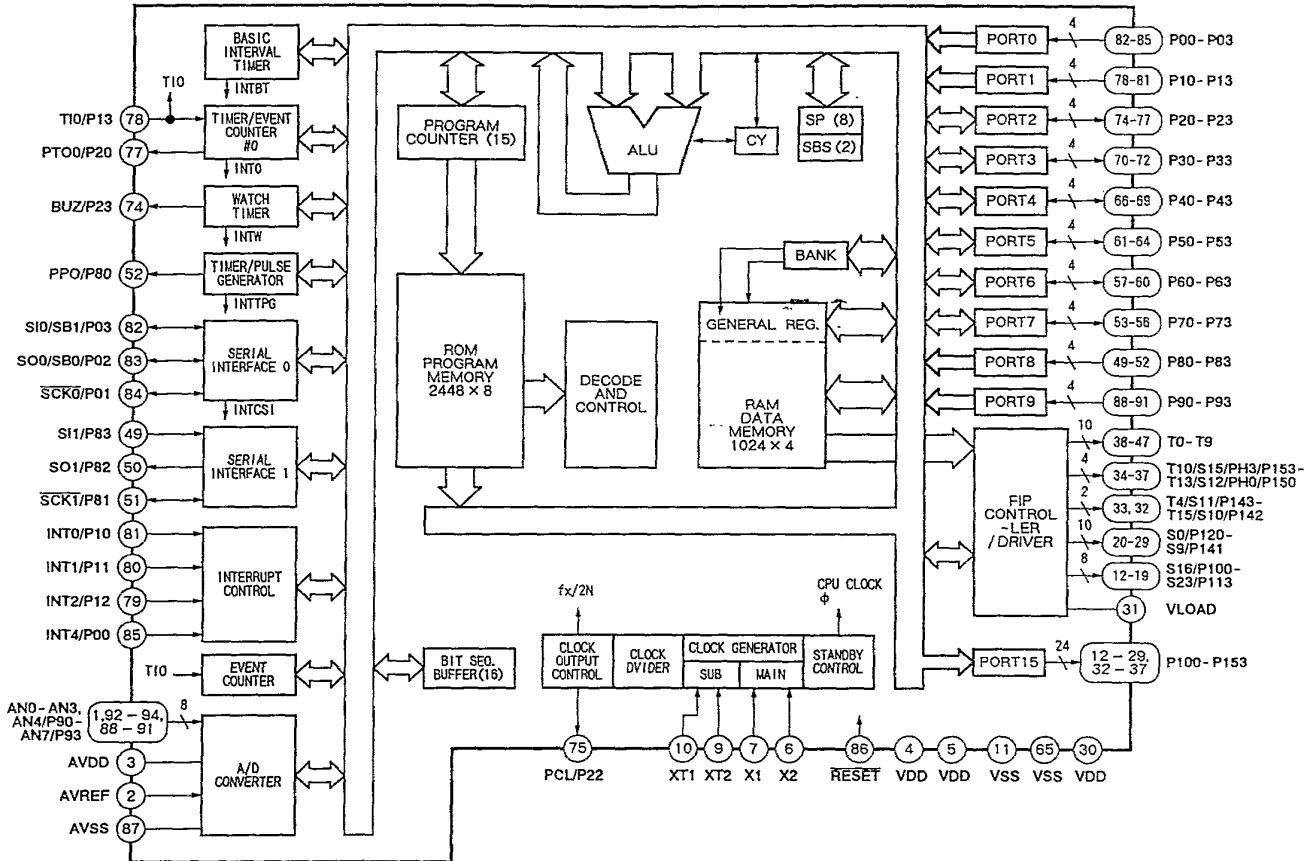 BASIC
INTERVAL
TIMER
INTBT
TI0
TI0/P13
78
TIMER/EVENT
COUNTER
#0
PTO0/P20
77
INT0
BUZ/P23
74
WATCH
TIMER
INTW
PPO/P80
52
TIMER/PULSE
GENERATOR
INTTPG
SI0/SB1/P03
82
SO0/SB0/P02
83
SCK0/P01
84
SERIAL
INTERFACE 0
INTCSI
SI1/P83
49
SO1/P82
50
SCK1/P81
51
SERIAL
INTERFACE 1
INT0/P10
81
INT1/P11
80
INT2/P12
79
INT4/P00
85
INTERRUPT
CONTROL
TI0
EVENT
COUNTER
AN0-AN3,
AN4/P90-
AN7/P93
1,92-94,
88-91
8
AVDD
3
AVREF
2
AVSS
87
A/D
CONVERTER
PROGRAM
COUNTER (15)
ALU
CY
SP (8)
SBS (2)
BANK
GENERAL REG.
RAM
DATA
MEMORY
1024 × 4
ROM
PROGRAM
MEMORY
2448 × 8
DECODE
AND
CONTROL
BIT SEQ.
BUFFER(16)
fx/2N
CPU CLOCK
ϕ
CLOCK
OUTPUT
CONTROL
CLOCK
DVIDER
CLOCK GENERATOR
SUB
MAIN
STANDBY
CONTROL
75
10
9
7
6
86
4
5
11
65
30
PCL/P22
XT1
XT2
X1
X2
RESET
VDD
VDD
VSS
VSS
VDD
PORT0
4
82-85
P00-P03
PORT1
4
78-81
P10-P13
PORT2
4
74-77
P20-P23
PORT3
4
70-72
P30-P33
PORT4
4
66-69
P40-P43
PORT5
4
61-64
P50-P53
PORT6
4
57-60
P60-P63
PORT7
4
53-56
P70-P73
PORT8
4
49-52
P80-P83
PORT9
4
88-91
P90-P93
FIP
CONTROL
~LER
/DRIVER
10
38-47
T0-T9
4
34-37
T10/S15/PH3/P153-
T13/S12/PH0/P150
2
33, 32
T4/S11/P143-
T15/S10/P142
10
20-29
S0/P120-
S9/P141
8
12-19
S16/P100-
S23/P113
31
VLOAD
PORT15
24
12-29,
32-37
P100-P153